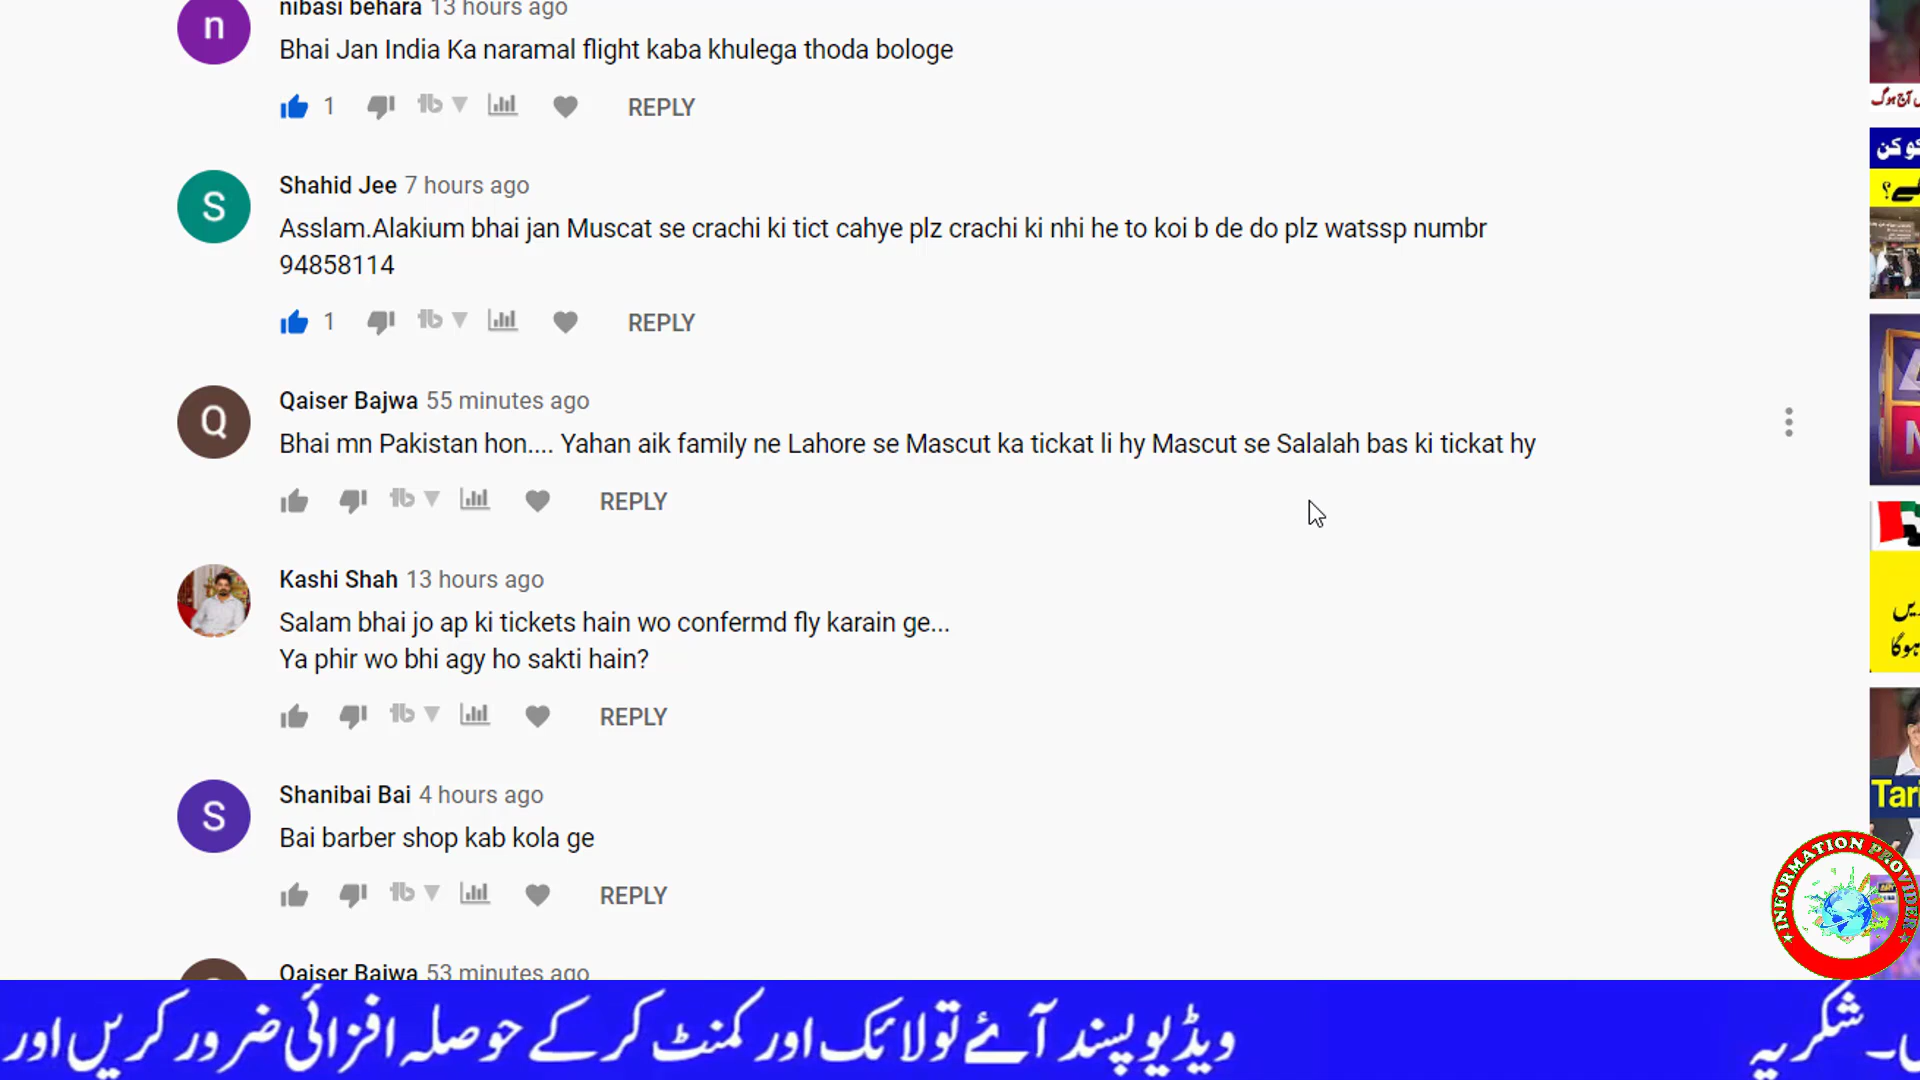 n nibasi behara 13 hours ago
Bhai Jan India Ka naramal flight kaba khulega thoda bologe
1 REPLY
S Shahid Jee 7 hours ago
Asslam.Alakium bhai jan Muscat se crachi ki tict cahye plz crachi ki nhi he to koi b de do plz watssp numbr
94858114
1 REPLY
Q Qaiser Bajwa 55 minutes ago
Bhai mn Pakistan hon.... Yahan aik family ne Lahore se Mascut ka tickat li hy Mascut se Salalah bas ki tickat hy
REPLY
Kashi Shah 13 hours ago
Salam bhai jo ap ki tickets hain wo confermd fly karain ge...
Ya phir wo bhi agy ho sakti hain?
REPLY
S Shanibai Bai 4 hours ago
Bai barber shop kab kola ge
REPLY
Qaiser Bajwa 53 minutes ago
کو کن
Tari
INFORMATION PROVIDER
شکریہ
ویڈیو پسند آئے تو لائک اور کمنٹ کر کے حوصلہ افزائی ضرور کریں اور